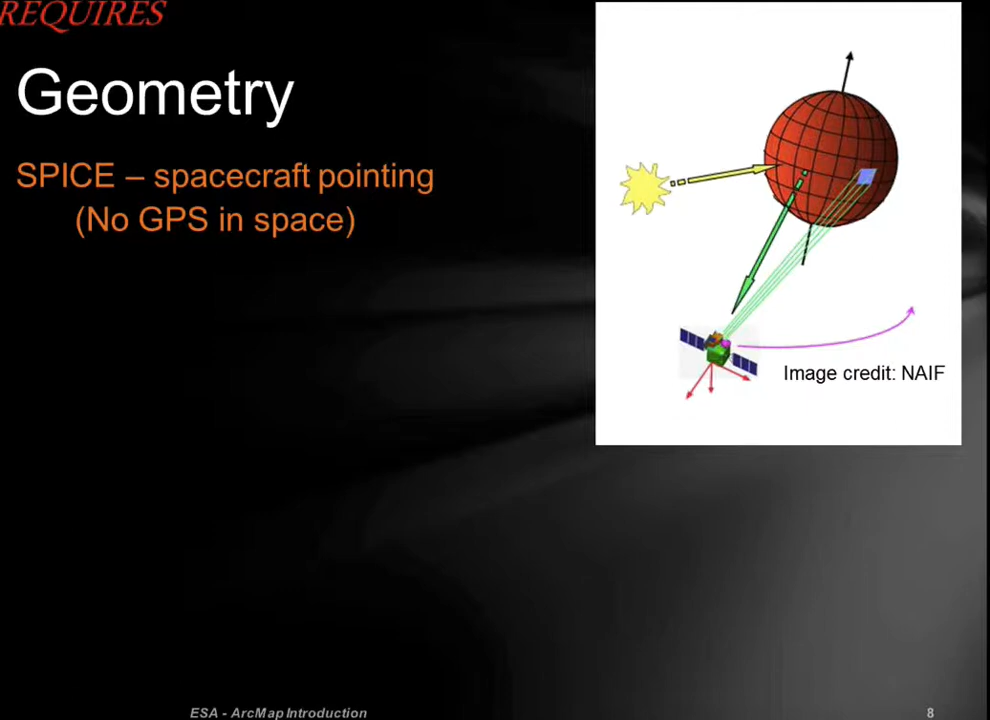 REQUIRES
Geometry
SPICE – spacecraft pointing
(No GPS in space)
Image credit: NAIF
ESA - ArcMap Introduction
8